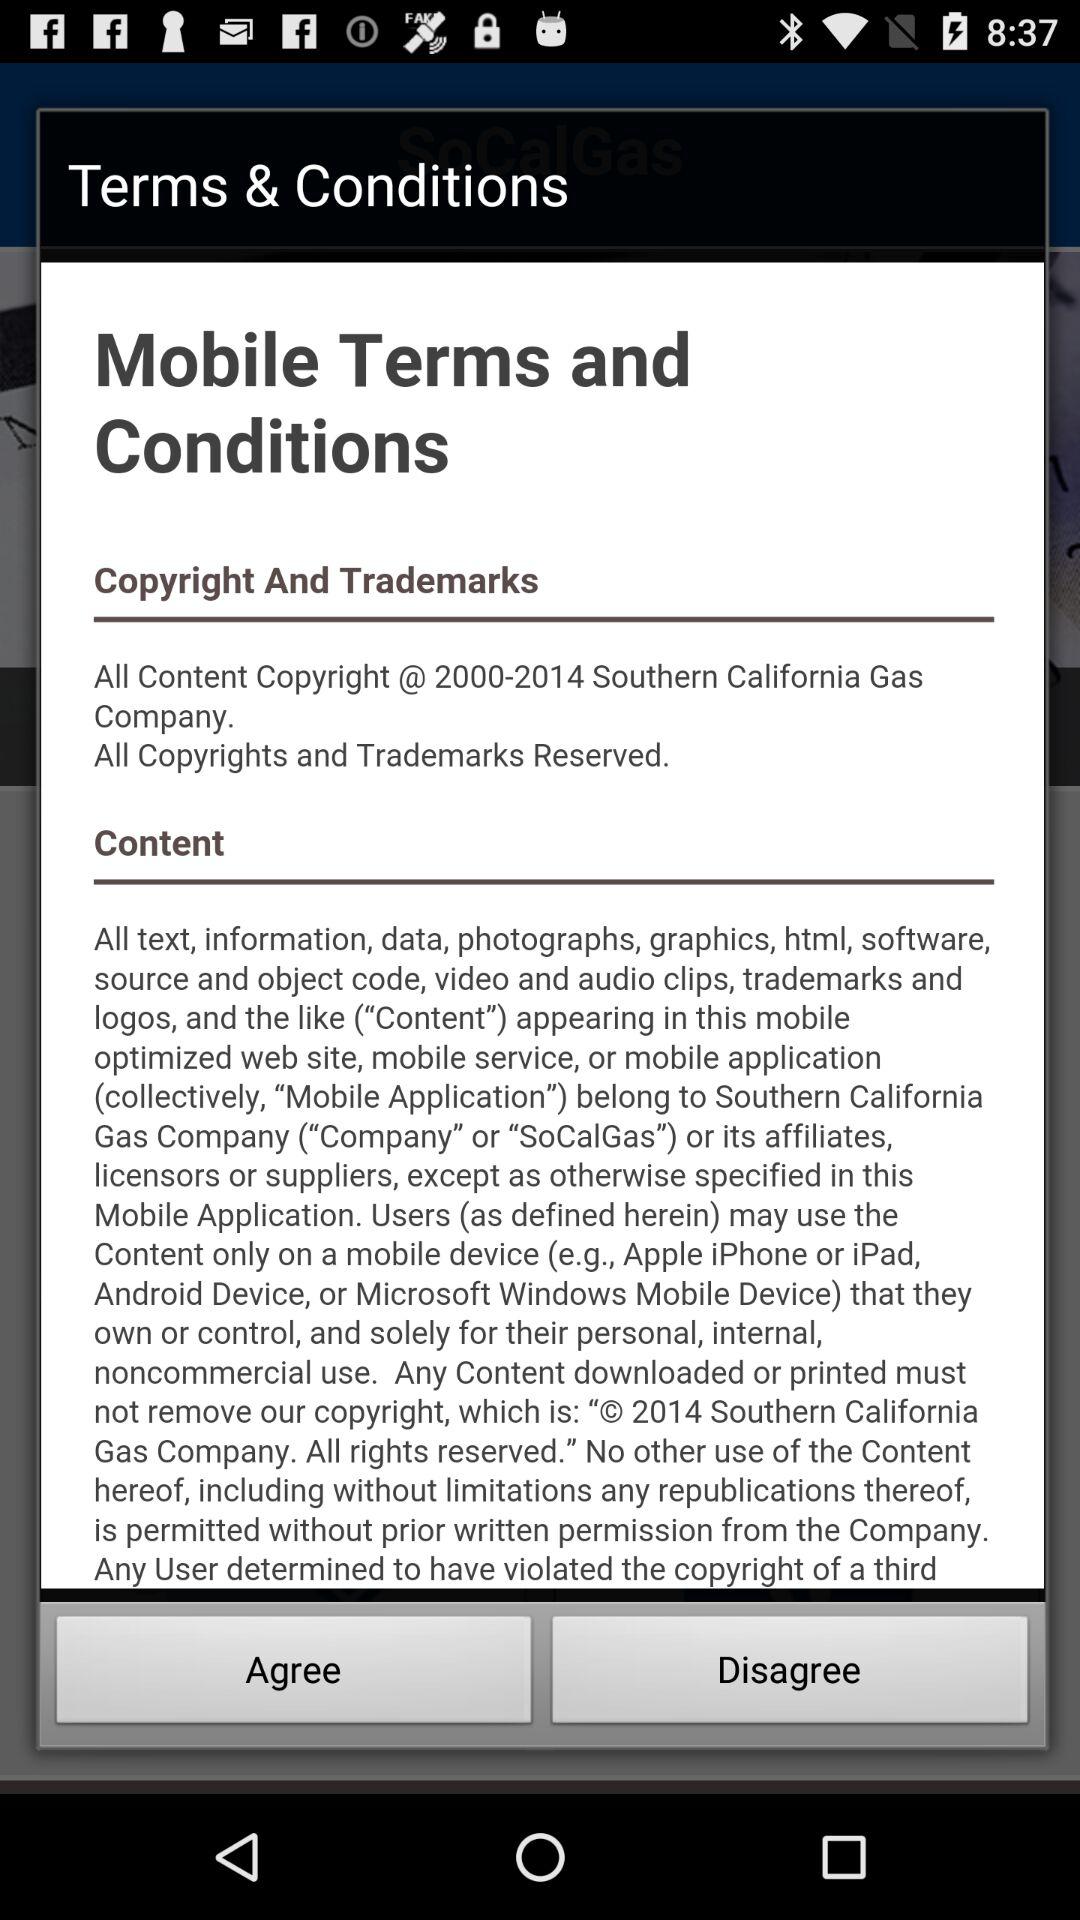 FAKE
8:37
SoCalGas
Terms & Conditions
Mobile Terms and
Conditions
Copyright And Trademarks
All Content Copyright @ 2000-2014 Southern California Gas
Company.
All Copyrights and Trademarks Reserved.
Content
All text, information, data, photographs, graphics, html, software,
source and object code, video and audio clips, trademarks and
logos, and the like (“Content”) appearing in this mobile
optimized web site, mobile service, or mobile application
(collectively, “Mobile Application”) belong to Southern California
Gas Company (“Company” or “SoCalGas”) or its affiliates,
licensors or suppliers, except as otherwise specified in this
Mobile Application. Users (as defined herein) may use the
Content only on a mobile device (e.g., Apple iPhone or iPad,
Android Device, or Microsoft Windows Mobile Device) that they
own or control, and solely for their personal, internal,
noncommercial use.  Any Content downloaded or printed must
not remove our copyright, which is: “© 2014 Southern California
Gas Company. All rights reserved.” No other use of the Content
hereof, including without limitations any republications thereof,
is permitted without prior written permission from the Company.
Any User determined to have violated the copyright of a third
Agree
Disagree